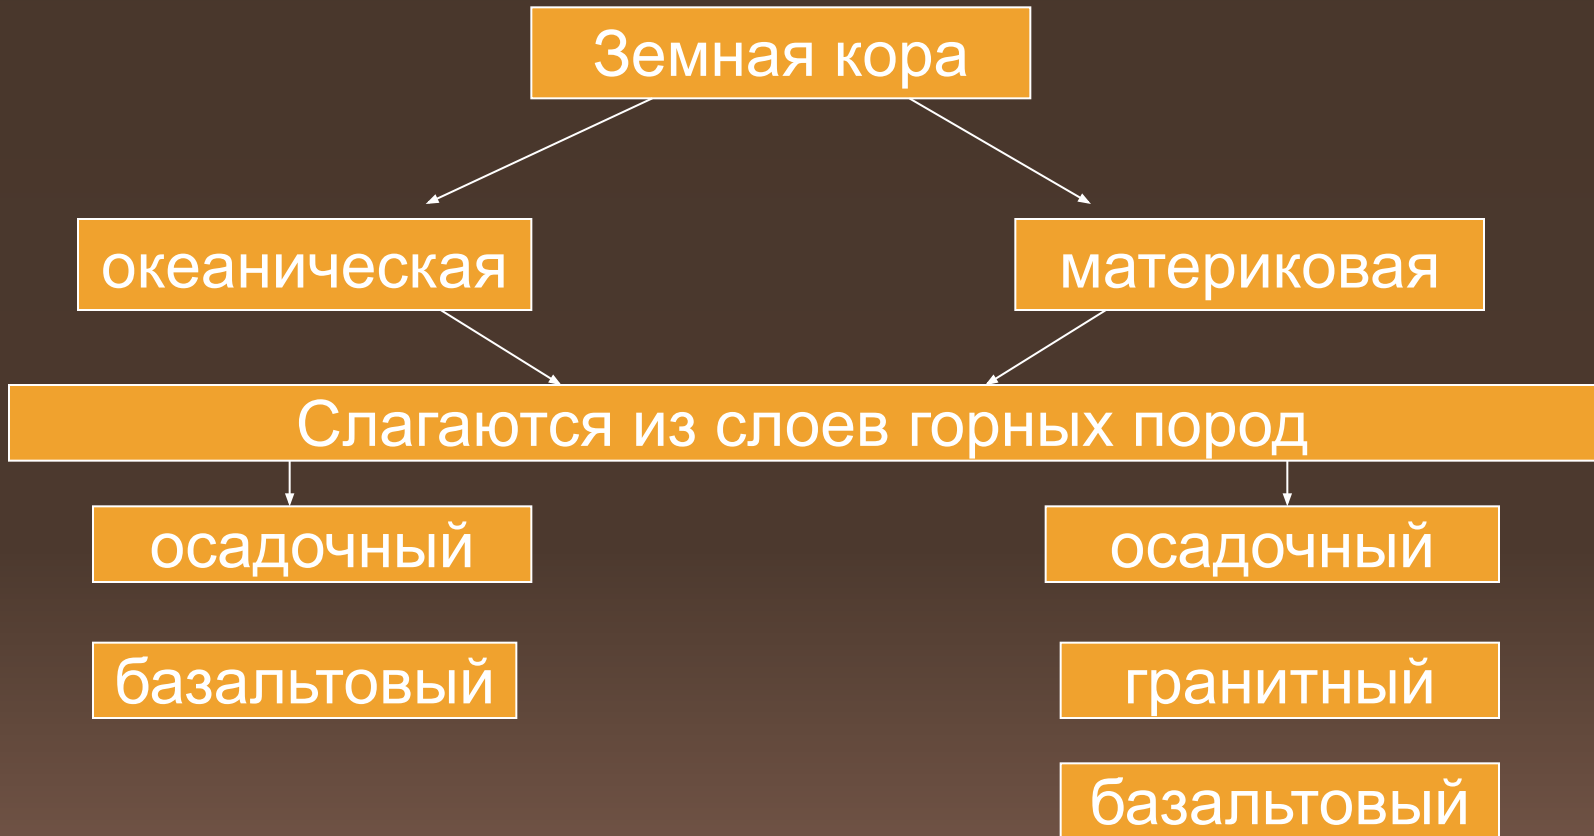 Земная кора
океаническая
материковая
Слагаются из слоев горных пород
осадочный
осадочный
базальтовый
гранитный
базальтовый